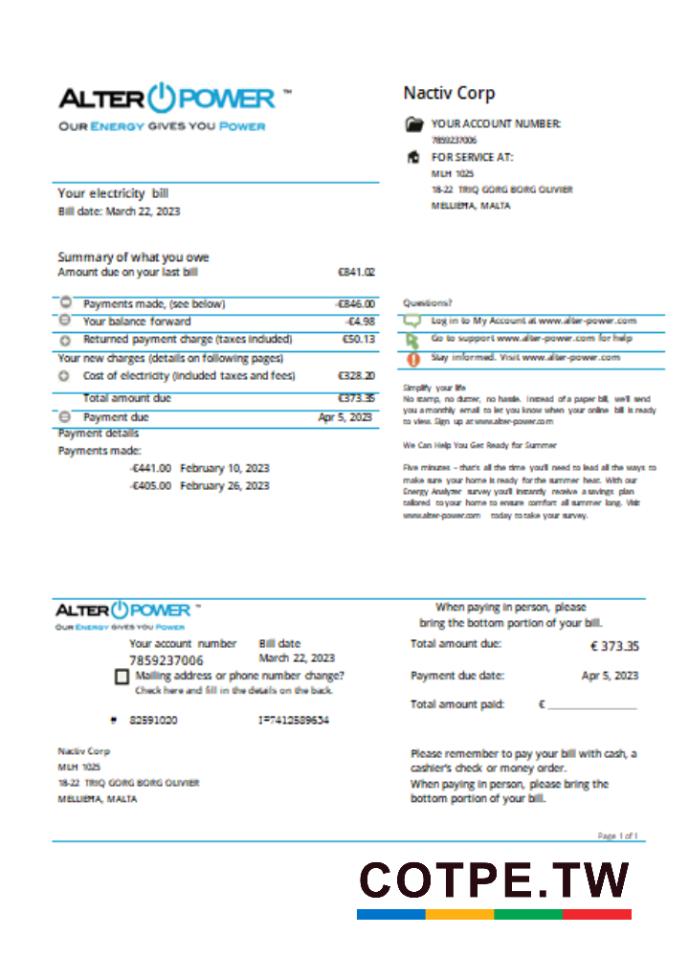 ALTER POWER ™
OUR ENERGY GIVES YOU POWER
Nactiv Corp
YOUR ACCOUNT NUMBER:
7859237006
FOR SERVICE AT:
MLH 1025
18-22 TRIQ GORG BORG OLIVIER
MELLIEĦA, MALTA
Your electricity bill
Bill date: March 22, 2023
Summary of what you owe
Amount due on your last bill €841.02
Payments made, (see below) -€846.00
Your balance forward -€4.98
Returned payment charge (taxes included) €50.13
Your new charges (details on following pages)
Cost of electricity (included taxes and fees) €328.20
Total amount due €373.35
Payment due Apr 5, 2023
Payment details
Payments made:
-€441.00 February 10, 2023
-€405.00 February 26, 2023
Questions?
Log in to My Account at www.alter-power.com
Go to support www.alter-power.com for help
Stay informed. Visit www.alter-power.com
Simplify your life
No stamp, no clutter, no hassle. Instead of a paper bill, we'll send
you a monthly email to let you know when your online bill is ready
to view. Sign up at www.alter-power.com
We Can Help You Get Ready for Summer
Five minutes – that's all the time you'll need to lead all the ways to
make sure your home is ready for the summer heat. With our
Energy Analyzer survey you'll instantly receive a savings plan
tailored to your home to ensure comfort all summer long. Visit
www.alter-power.com today to take your survey.
ALTER POWER ™
OUR ENERGY GIVES YOU POWER
Your account number Bill date
7859237006 March 22, 2023
Mailing address or phone number change?
Check here and fill in the details on the back.
# 82591020 1=7412589634
Nactiv Corp
MLH 1025
18-22 TRIQ GORG BORG OLIVIER
MELLIEĦA, MALTA
When paying in person, please
bring the bottom portion of your bill.
Total amount due: € 373.35
Payment due date: Apr 5, 2023
Total amount paid: € ________
Please remember to pay your bill with cash, a
cashier's check or money order.
When paying in person, please bring the
bottom portion of your bill.
Page 1 of 1
COTPE.TW